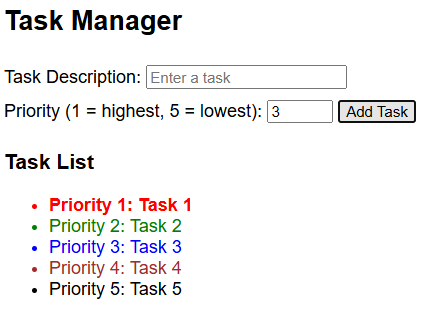 Task Manager
Task Description: Enter a task
Priority (1 = highest, 5 = lowest): 3 Add Task
Task List
Priority 1: Task 1
Priority 2: Task 2
Priority 3: Task 3
Priority 4: Task 4
Priority 5: Task 5